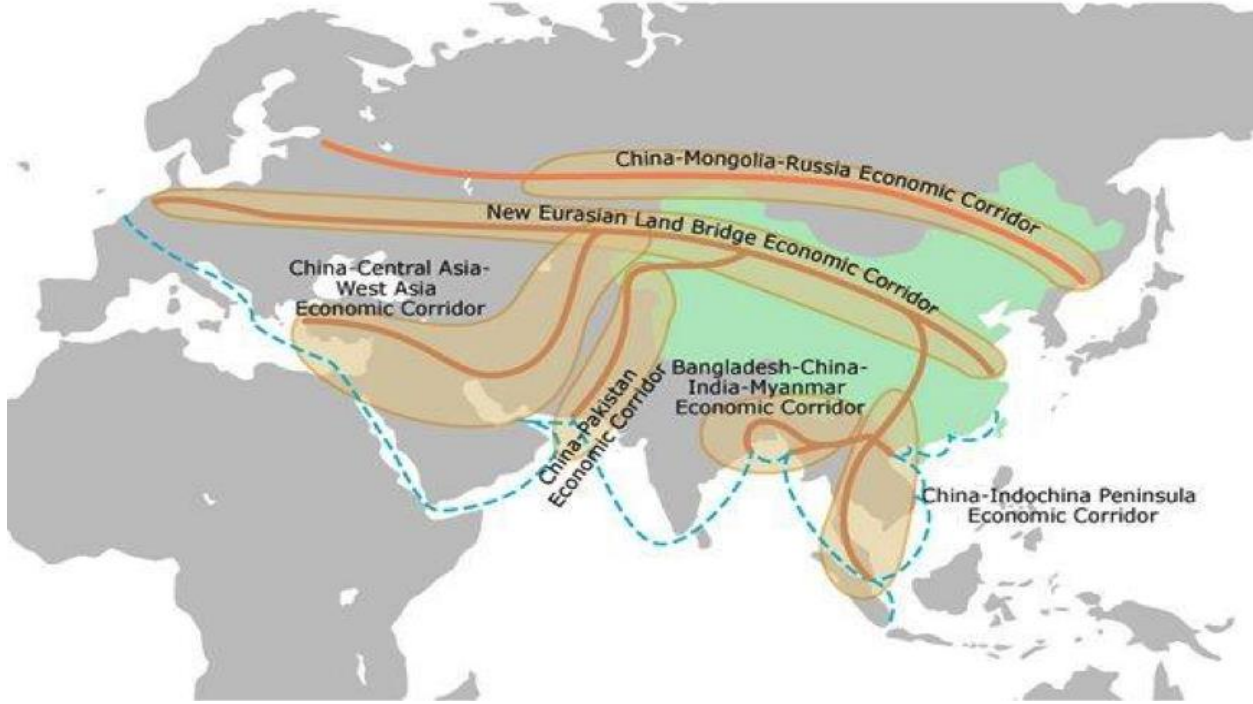 China-Mongolia-Russia Economic Corridor
New Eurasian Land Bridge Economic Corridor
China-Central Asia-
West Asia
Economic Corridor
Bangladesh-China-
India-Myanmar
Economic Corridor
China-Pakistan
Economic Corridor
China-Indochina Peninsula
Economic Corridor